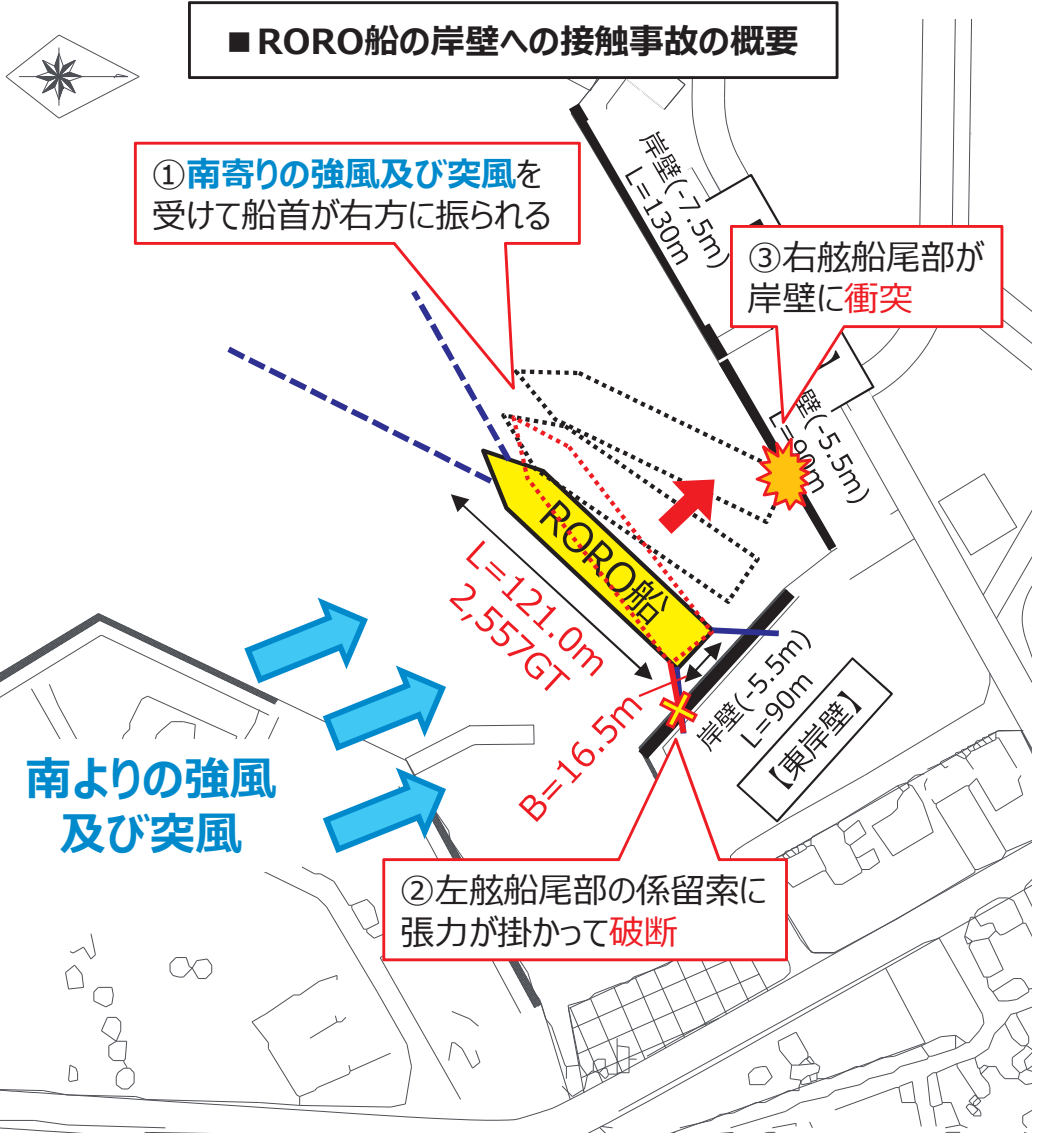 ■RORO船の岸壁への接触事故の概要
①南寄りの強風及び突風を
受けて船首が右方に振られる
岸壁(-7.5m)
L=130m
③右舷船尾部が
岸壁に衝突
】
壁(-5.5m)
L=90m
RORO船
L=121.0m
2,557GT
B=16.5m
岸壁(-5.5m)
L=90m
【東岸壁】
南よりの強風
及び突風
②左舷船尾部の係留索に
張力が掛かって破断